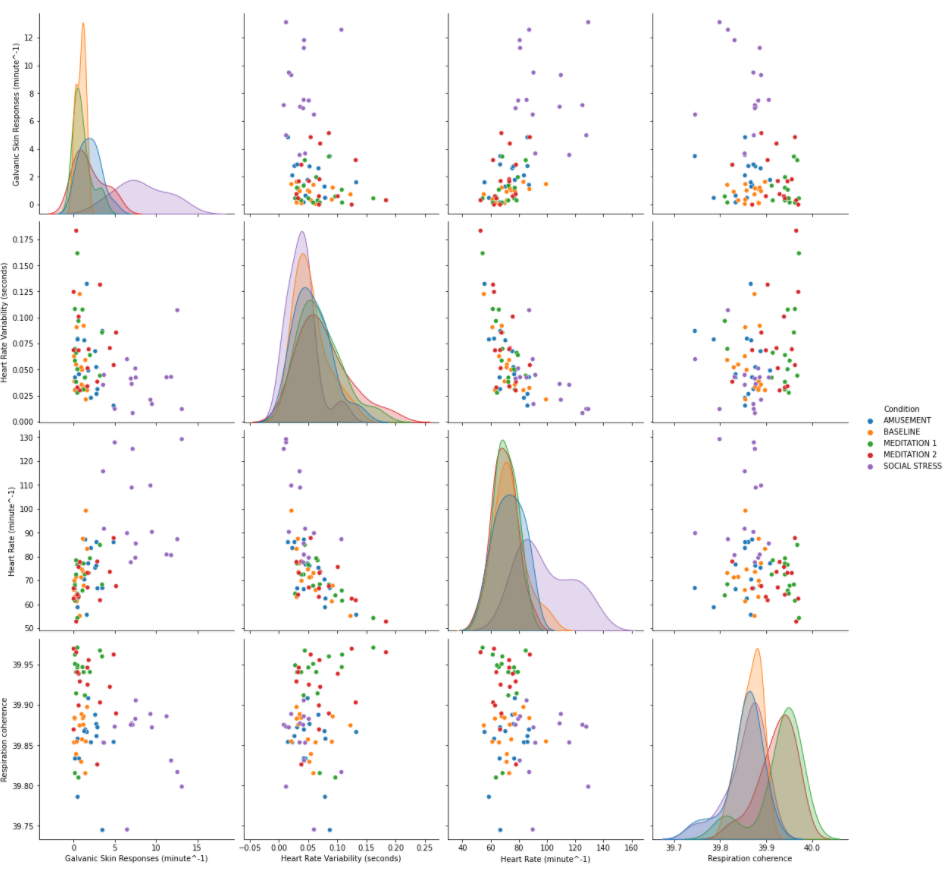 Galvanic Skin Responses (minute^-1)
12
10
8
6
4
2
0
Heart Rate Variability (seconds)
0.175
0.150
0.125
0.100
0.075
0.050
0.025
0.000
Condition
AMUSEMENT
BASELINE
MEDITATION 1
MEDITATION 2
SOCIAL STRESS
Heart Rate (minute^-1)
130
120
110
100
90
80
70
60
50
Respiration coherence
39.95
39.90
39.85
39.80
39.75
0 5 10 15
−0.05 0.00 0.05 0.10 0.15 0.20 0.25
40 60 80 100 120 140 160
39.7 39.8 39.9 40.0
Galvanic Skin Responses (minute^-1)
Heart Rate Variability (seconds)
Heart Rate (minute^-1)
Respiration coherence